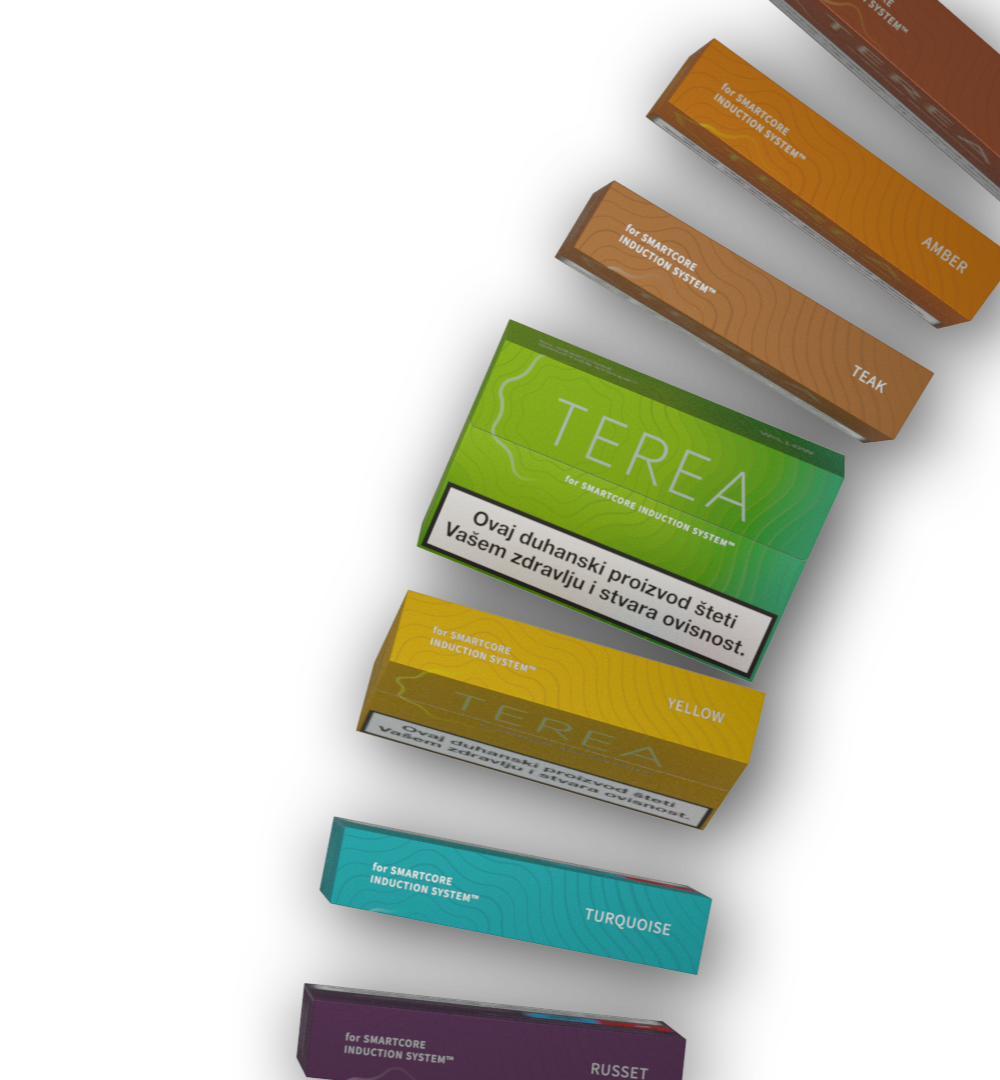 SYSTEM™
TEREA
for SMARTCORE
INDUCTION SYSTEM™
AMBER
for SMARTCORE
INDUCTION SYSTEM™
TEAK
WILLOW
TEREA
for SMARTCORE INDUCTION SYSTEM™
Ovaj duhanski proizvod šteti
Vašem zdravlju i stvara ovisnost.
for SMARTCORE
INDUCTION SYSTEM™
YELLOW
TEREA
Ovaj duhanski proizvod šteti
Vašem zdravlju i stvara ovisnost.
for SMARTCORE
INDUCTION SYSTEM™
TURQUOISE
for SMARTCORE
INDUCTION SYSTEM™
RUSSET